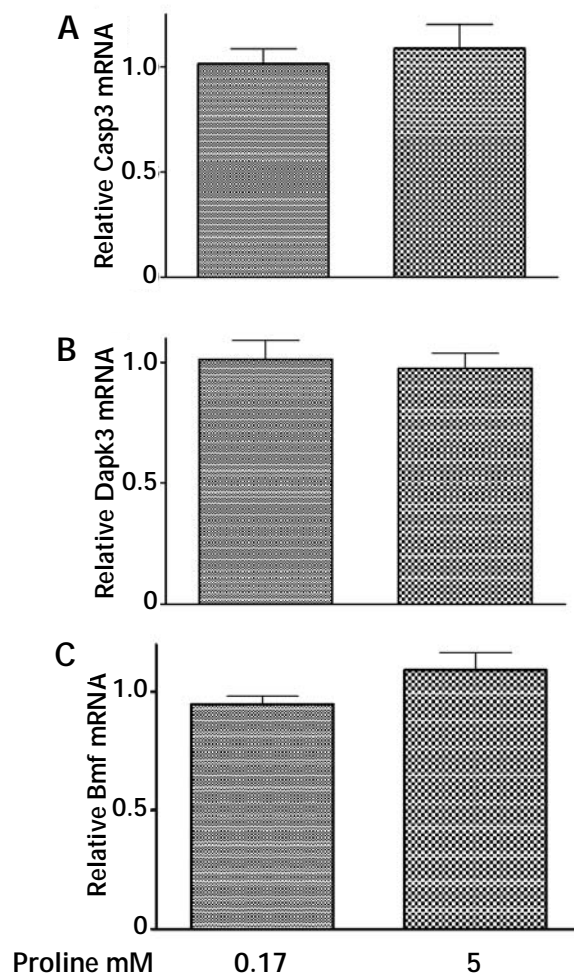 A
Relative Casp3 mRNA
1.0
0.5
0
B
Relative Dapk3 mRNA
1.0
0.5
0
C
Relative Bmf mRNA
1.0
0.5
0
Proline mM 0.17 5